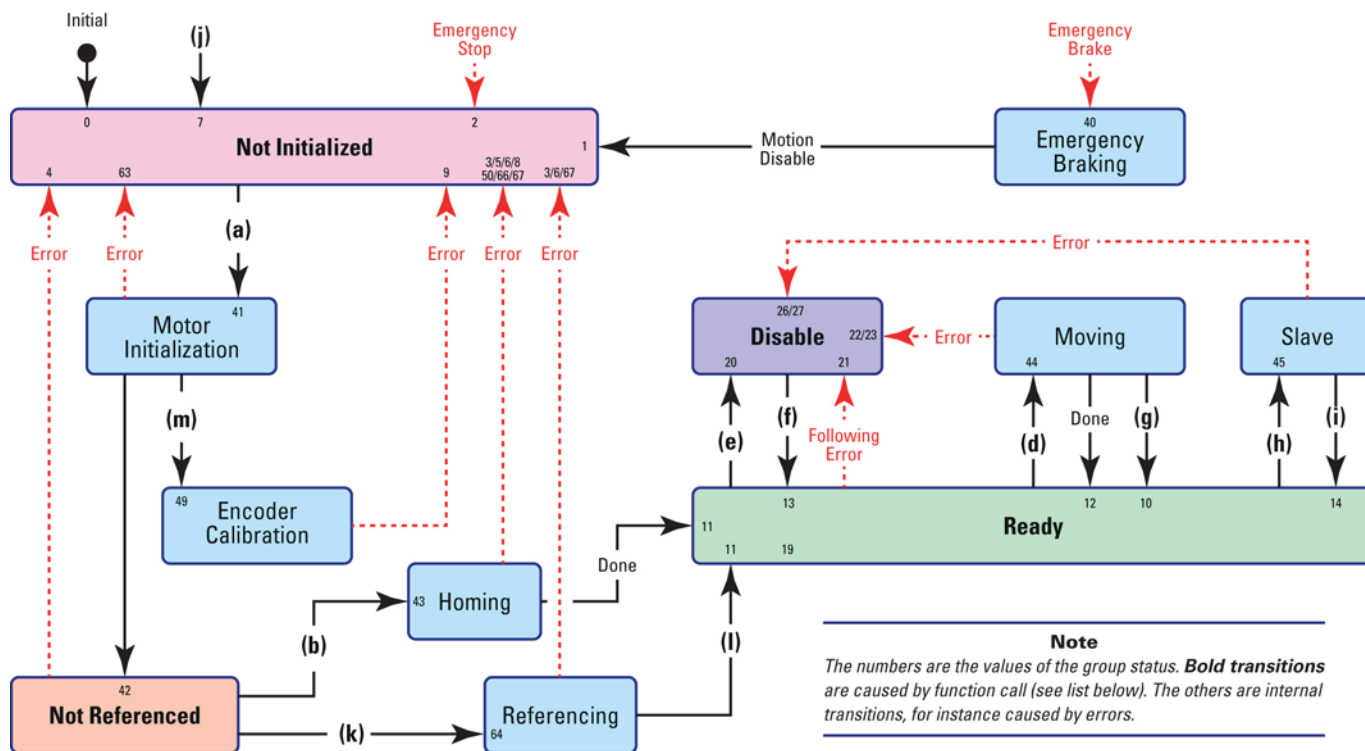 Initial
(j)
Emergency
Stop
Emergency
Brake
0
7
2
40
Not Initialized
1
Motion
Disable
Emergency
Braking
4
63
9
3/5/6/8
50/66/67
3/6/67
(a)
Error
Error
Error
Error
Error
Error
41
Motor
Initialization
26/27
Disable
22/23
20
21
Error
Moving
44
Slave
45
(m)
(e)
(f)
Following
Error
(d)
Done
(g)
(h)
(i)
49
Encoder
Calibration
13
12
10
14
11
Ready
11
19
Done
43
Homing
(b)
(l)
42
Not Referenced
(k)
Referencing
64
Note
The numbers are the values of the group status. Bold transitions
are caused by function call (see list below). The others are internal
transitions, for instance caused by errors.